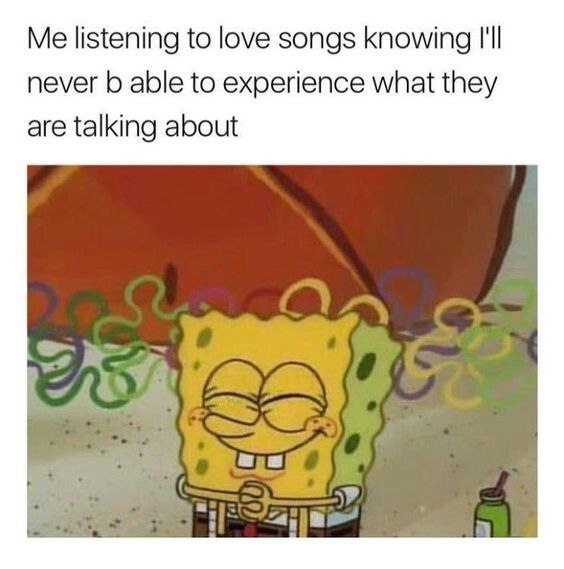 Me listening to love songs knowing I'll
never b able to experience what they
are talking about